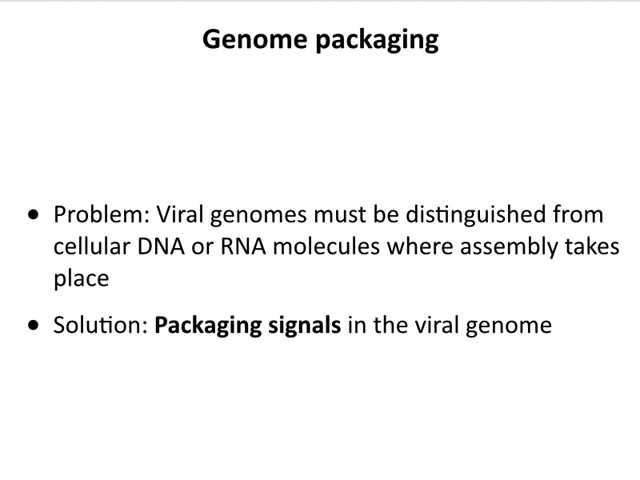 Genome packaging
• Problem: Viral genomes must be distinguished from
cellular DNA or RNA molecules where assembly takes
place
• Solution: Packaging signals in the viral genome